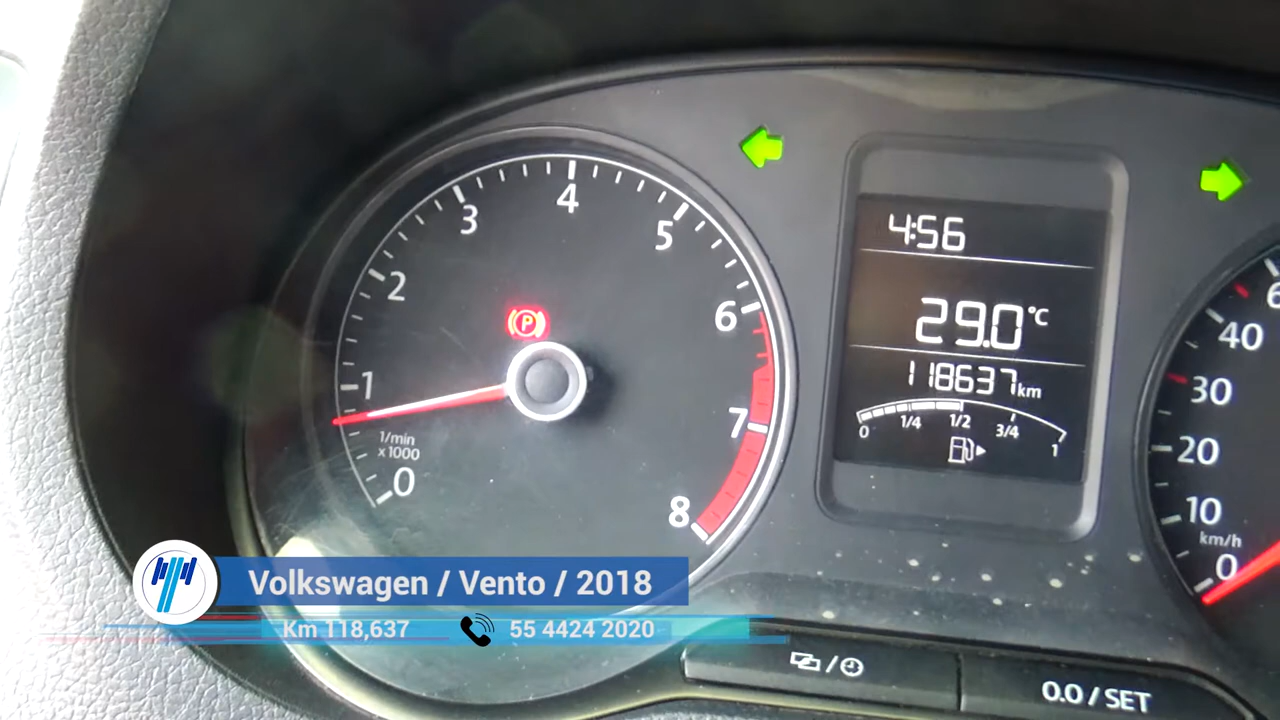 4
3
5
2
6
1
7
1/min
x1000
0
8
P
4:56
29.0°C
118637 km
0 1/4 1/2 3/4 1
40
30
20
10
km/h
0
Volkswagen / Vento / 2018
Km 118,637 55 4424 2020
0.0 / SET